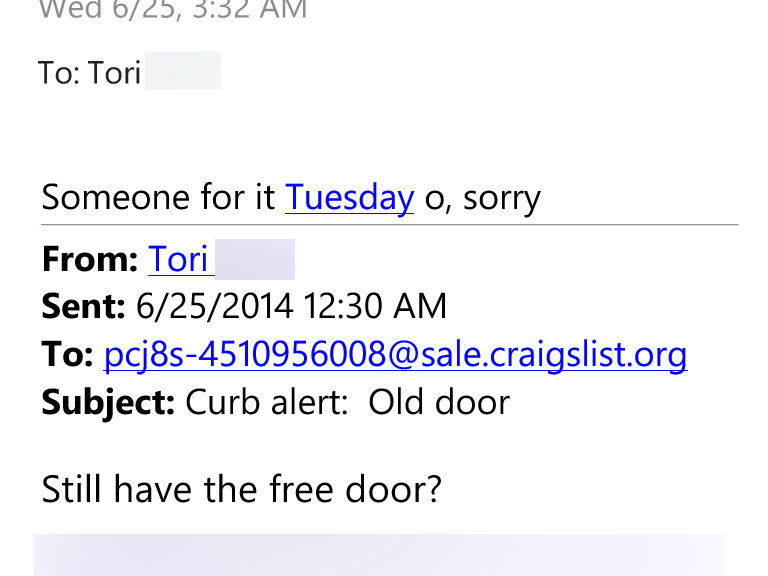 Wed 6/25, 3:32 AM
To: Tori
Someone for it Tuesday o, sorry
From: Tori
Sent: 6/25/2014 12:30 AM
To: pcj8s-4510956008@sale.craigslist.org
Subject: Curb alert:  Old door
Still have the free door?